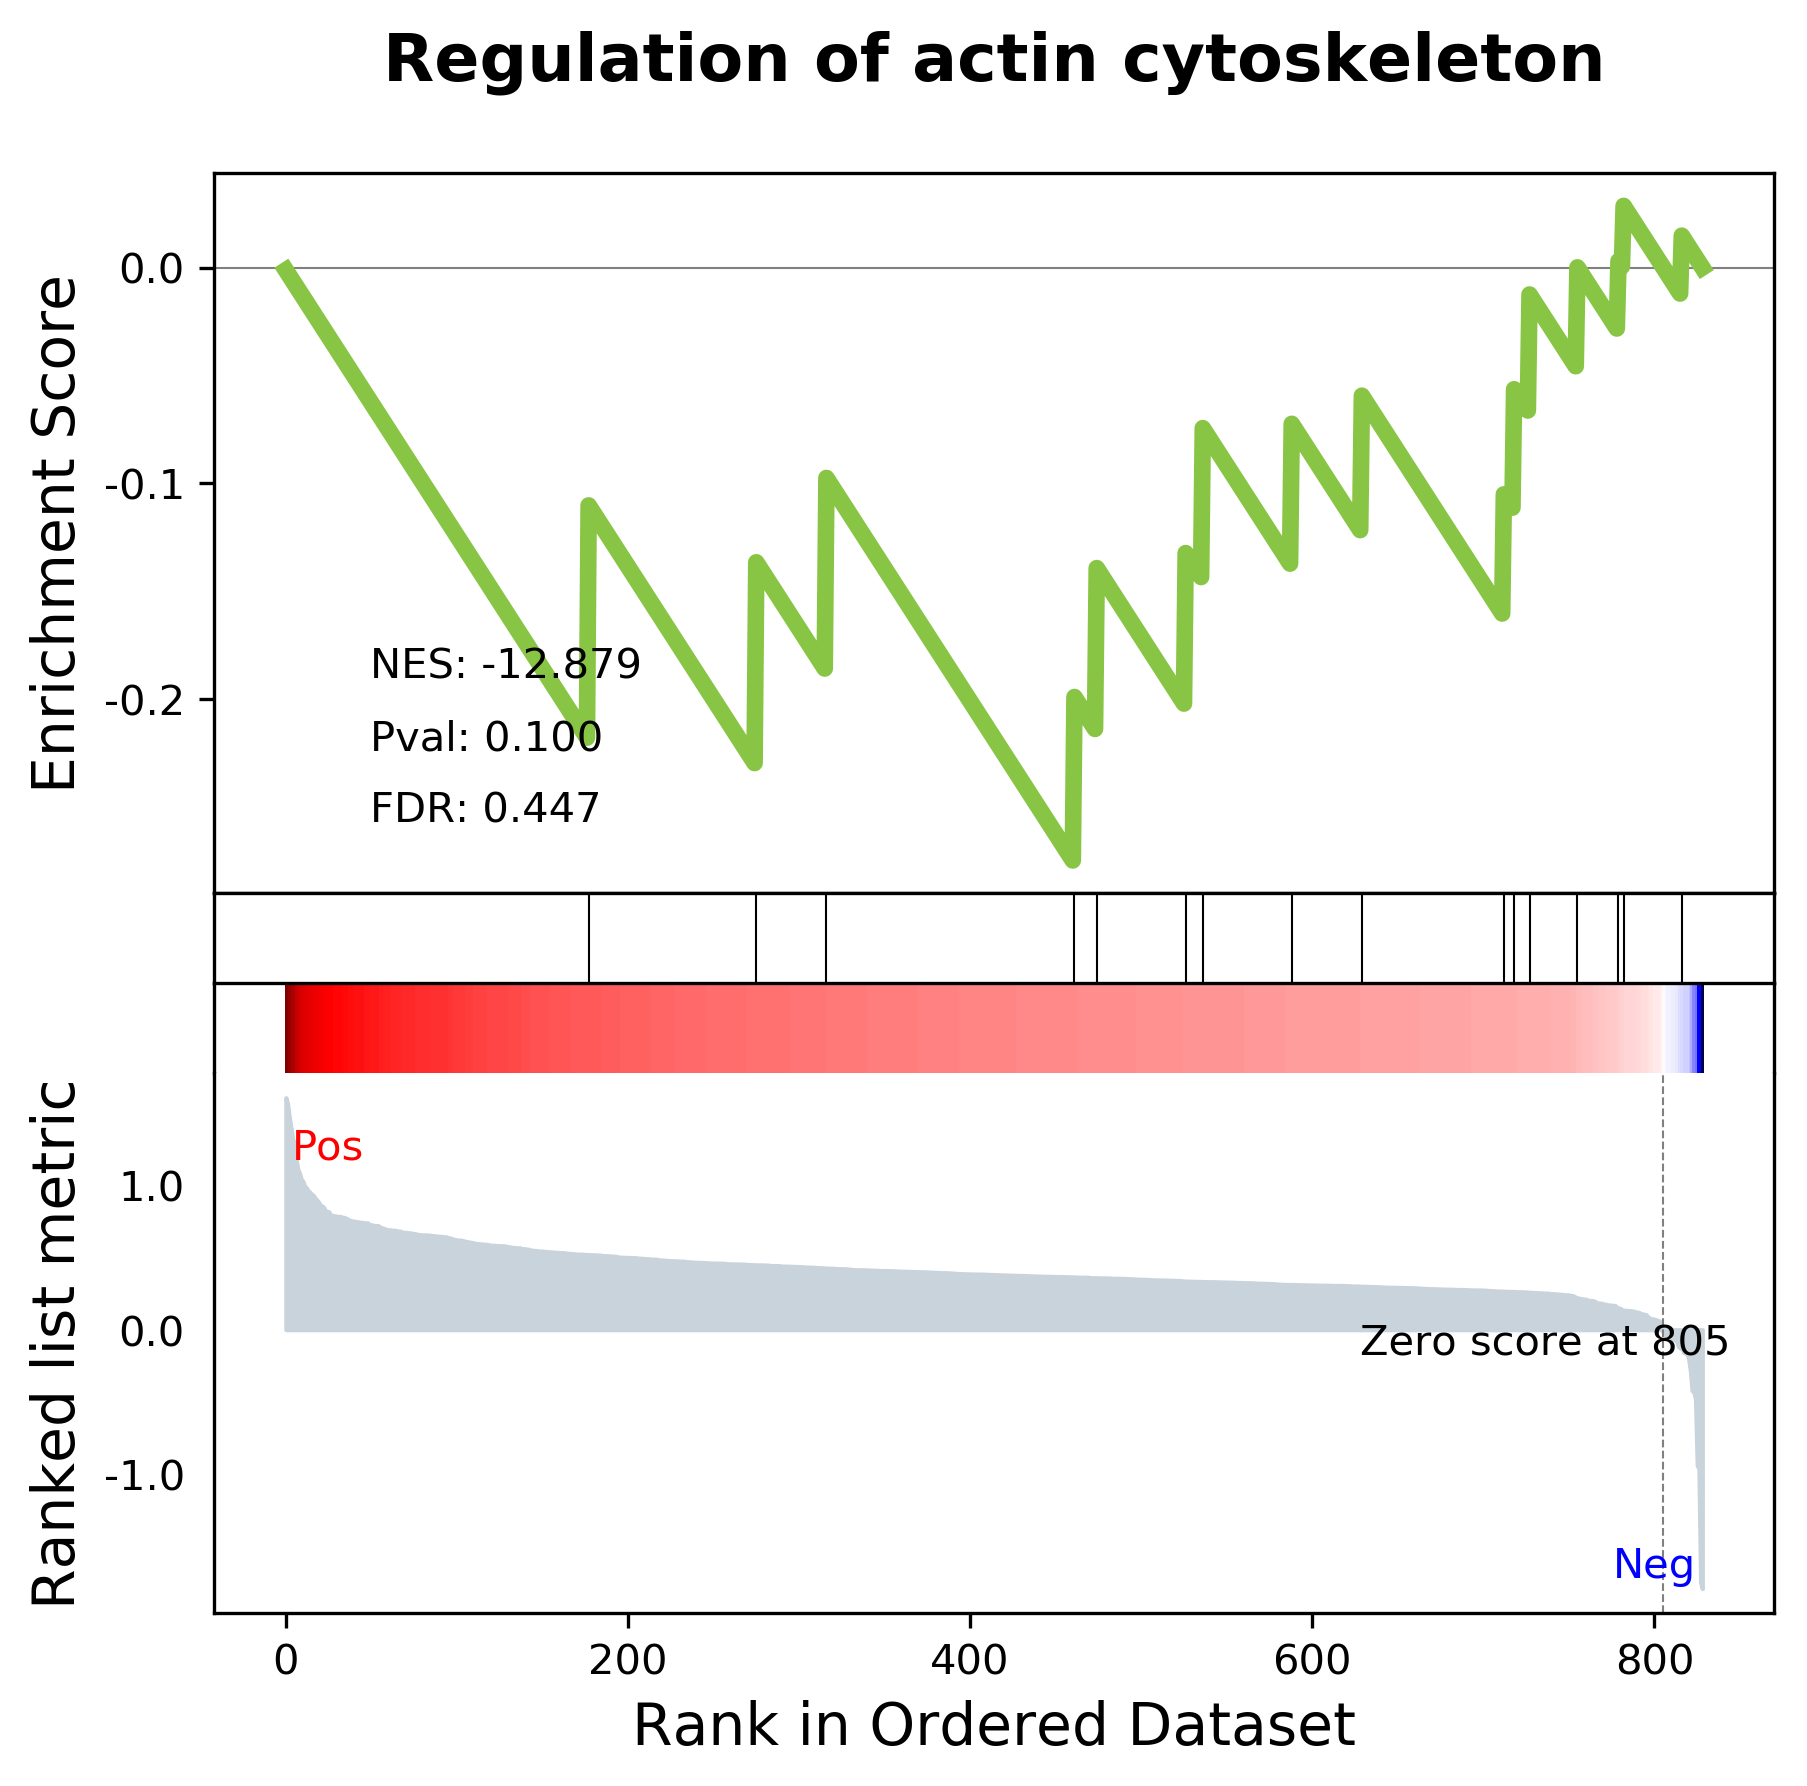 Regulation of actin cytoskeleton
Enrichment Score
0.0
-0.1
-0.2
NES: -12.879
Pval: 0.100
FDR: 0.447
Ranked list metric
Pos
1.0
0.0
-1.0
Zero score at 805
Neg
0 200 400 600 800
Rank in Ordered Dataset